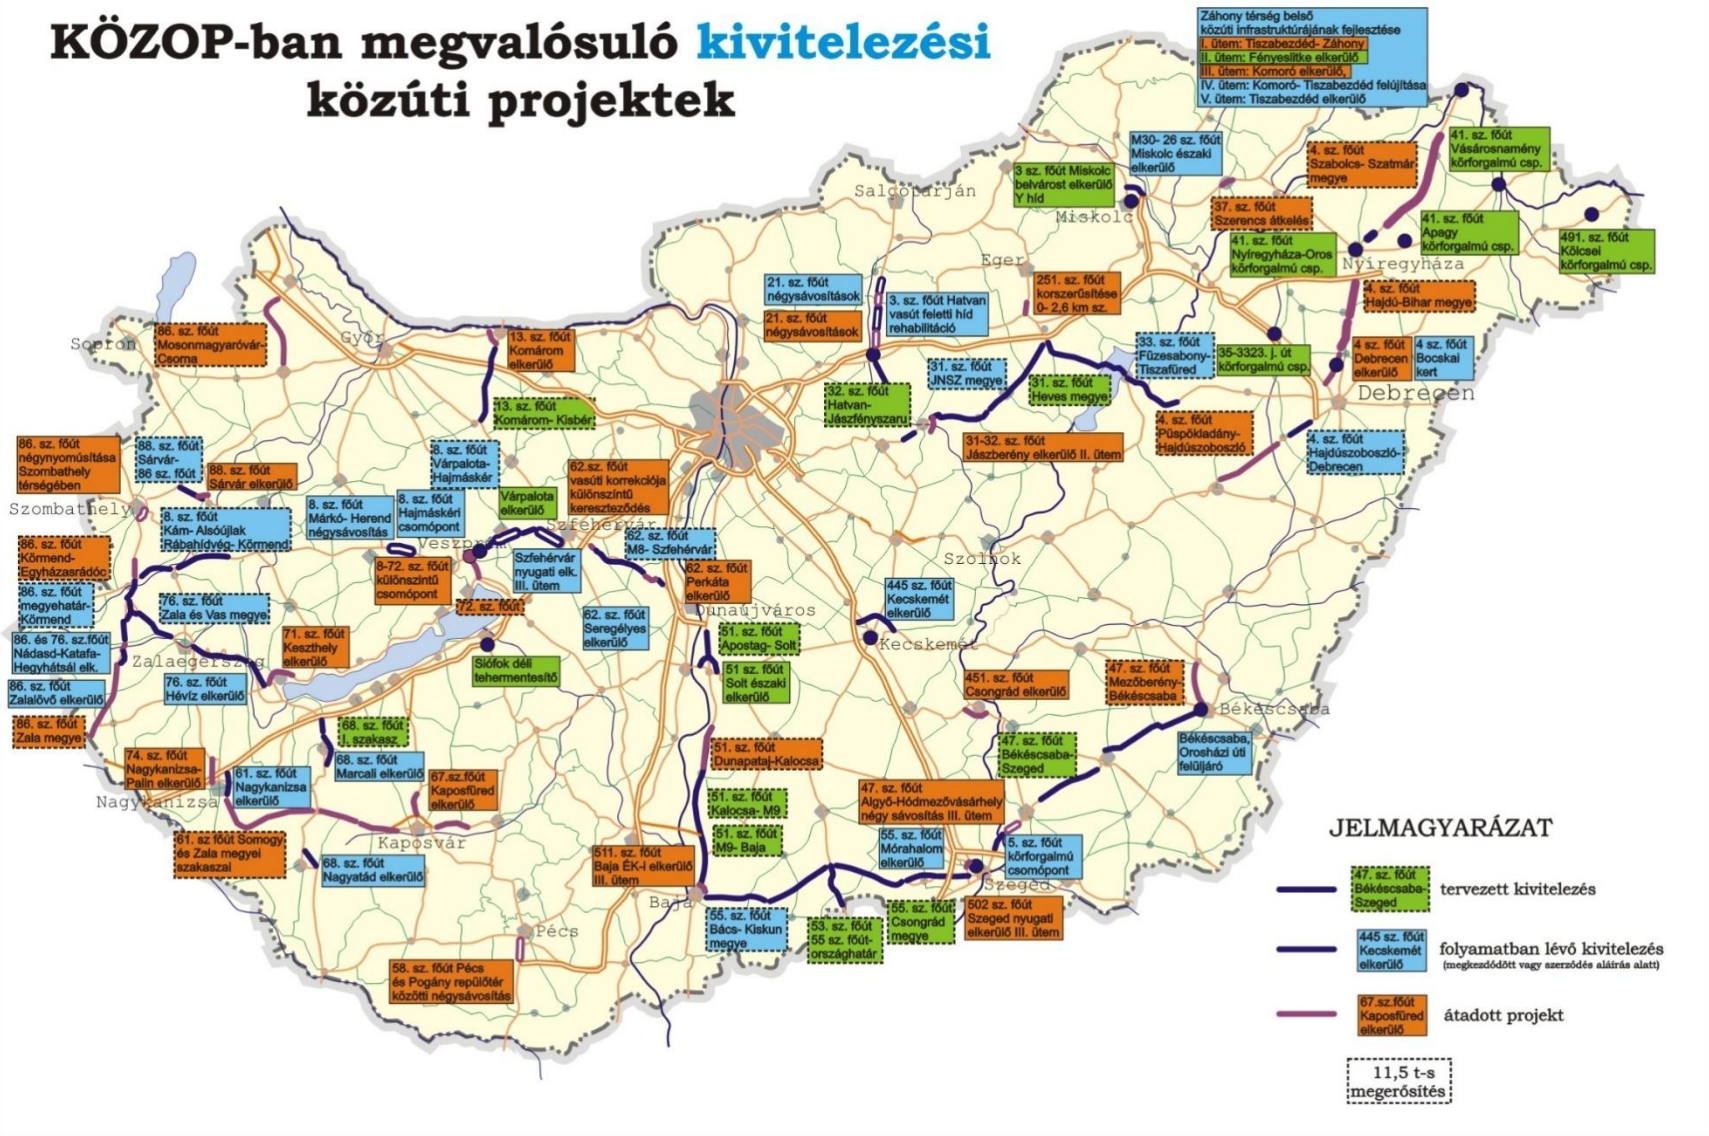 KÖZOP-ban megvalósuló kivitelezési
közúti projektek
Záhony térség belső
közúti infrastruktúrájának fejlesztése
I. ütem: Tiszabezdéd- Záhony
II. ütem: Fényeslitke elkerülő
III. ütem: Komoró elkerülő,
IV. ütem: Komoró- Tiszabezdéd felújítása
V. ütem: Tiszabezdéd elkerülő
M30- 26 sz. főút
Miskolc északi
elkerülő
4. sz. főút
Szabolcs- Szatmár
megye
41. sz. főút
Vásárosnamény
körforgalmú csp.
3 sz. főút Miskolc
belvárost elkerülő
Y híd
Salgótarján
Miskolc
37. sz. főút
Szerencs átkelés
41. sz. főút
Apagy
körforgalmú csp.
41. sz. főút
Nyíregyháza-Oros
körforgalmú csp.
491. sz. főút
Kölcsei
körforgalmú csp.
Nyíregyháza
Eger
21. sz. főút
négysávosítások
21. sz. főút
négysávosítások
3. sz. főút Hatvan
vasút feletti híd
rehabilitáció
251. sz. főút
korszerűsítése
0- 2,6 km sz.
4. sz. főút
Hajdú-Bihar megye
Sopron
86. sz. főút
Mosonmagyaróvár-
Csorna
Győr
13. sz. főút
Komárom
elkerülő
33. sz. főút
Füzesabony-
Tiszafüred
35-3323. j. út
körforgalmú csp.
4 sz. főút
Debrecen
elkerülő
4 sz. főút
Bocskai
kert
Debrecen
31. sz. főút
JNSZ megye
31. sz. főút
Heves megye
32. sz. főút
Hatvan-
Jászfényszaru
13. sz. főút
Komárom- Kisbér
4. sz. főút
Püspökladány-
Hajdúszoboszló
31-32. sz. főút
Jászberény elkerülő II. ütem
4. sz. főút
Hajdúszoboszló-
Debrecen
86. sz. főút
négynyomúsítása
Szombathely
térségében
88. sz. főút
Sárvár-
86 sz. főút
88. sz. főút
Sárvár elkerülő
8. sz. főút
Várpalota-
Hajmáskér
62.sz. főút
vasúti korrekciója
különszintű
kereszteződés
Szombathely
8. sz. főút
Kám- Alsóújlak
Rábahídvég- Körmend
8. sz. főút
Márkó- Herend
négysávosítás
8. sz. főút
Hajmáskéri
csomópont
Várpalota
elkerülő
Szfehérvár
Veszprém
62. sz. főút
M8- Szfehérvár
86. sz. főút
Körmend-
Egyházasrádóc
8-72. sz. főút
különszintű
csomópont
Szfehérvár
nyugati elk.
III. ütem
62. sz. főút
Perkáta
elkerülő
Szolnok
86. sz. főút
megyehatár-
Körmend
76. sz. főút
Zala és Vas megye
72. sz. főút
62. sz. főút
Seregélyes
elkerülő
Dunaújváros
445 sz. főút
Kecskemét
elkerülő
Kecskemét
86. és 76. sz.főút
Nádasd-Katafa-
Hegyhátsál elk.
Zalaegerszeg
71. sz. főút
Keszthely
elkerülő
51. sz. főút
Apostag- Solt
Siófok déli
tehermentesítő
51 sz. főút
Solt északi
elkerülő
86. sz. főút
Zalalövő elkerülő
76. sz. főút
Hévíz elkerülő
451. sz. főút
Csongrád elkerülő
47. sz. főút
Mezőberény-
Békéscsaba
Békéscsaba
86. sz. főút
Zala megye
68. sz. főút
I. szakasz
51. sz. főút
Dunapataj-Kalocsa
47. sz. főút
Békéscsaba-
Szeged
Békéscsaba,
Orosházi úti
felüljáró
74. sz. főút
Nagykanizsa-
Palin elkerülő
68. sz. főút
Marcali elkerülő
61. sz. főút
Nagykanizsa
elkerülő
67.sz.főút
Kaposfüred
elkerülő
Nagykanizsa
51. sz. főút
Kalocsa- M9
47. sz. főút
Algyő-Hódmezővásárhely
négy sávosítás III. ütem
51. sz. főút
M9- Baja
Kaposvár
61. sz főút Somogy
és Zala megyei
szakaszai
68. sz. főút
Nagyatád elkerülő
511. sz. főút
Baja ÉK-i elkerülő
III. ütem
55. sz. főút
Mórahalom
elkerülő
5. sz. főút
körforgalmú
csomópont
Szeged
Baja
55. sz. főút
Bács- Kiskun
megye
53. sz. főút
55 sz. főút-
országhatár
55. sz. főút
Csongrád
megye
502 sz. főút
Szeged nyugati
elkerülő III. ütem
Pécs
58. sz. főút Pécs
és Pogány repülőtér
közötti négysávosítás
JELMAGYARÁZAT
47. sz. főút
Békéscsaba-
Szeged
tervezett kivitelezés
445 sz. főút
Kecskemét
elkerülő
folyamatban lévő kivitelezés
(megkezdődött vagy szerződés aláírás alatt)
67.sz.főút
Kaposfüred
elkerülő
átadott projekt
11,5 t-s
megerősítés